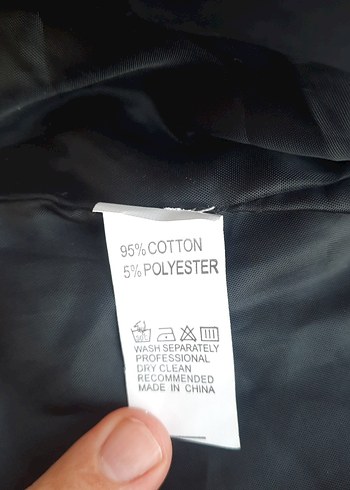 95% COTTON
5% POLYESTER
WASH SEPARATELY
PROFESSIONAL
DRY CLEAN
RECOMMENDED
MADE IN CHINA